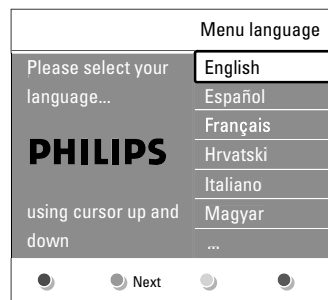 Menu language
Please select your
language...
PHILIPS
using cursor up and
down
English
Español
Français
Hrvatski
Italiano
Magyar
...
Next